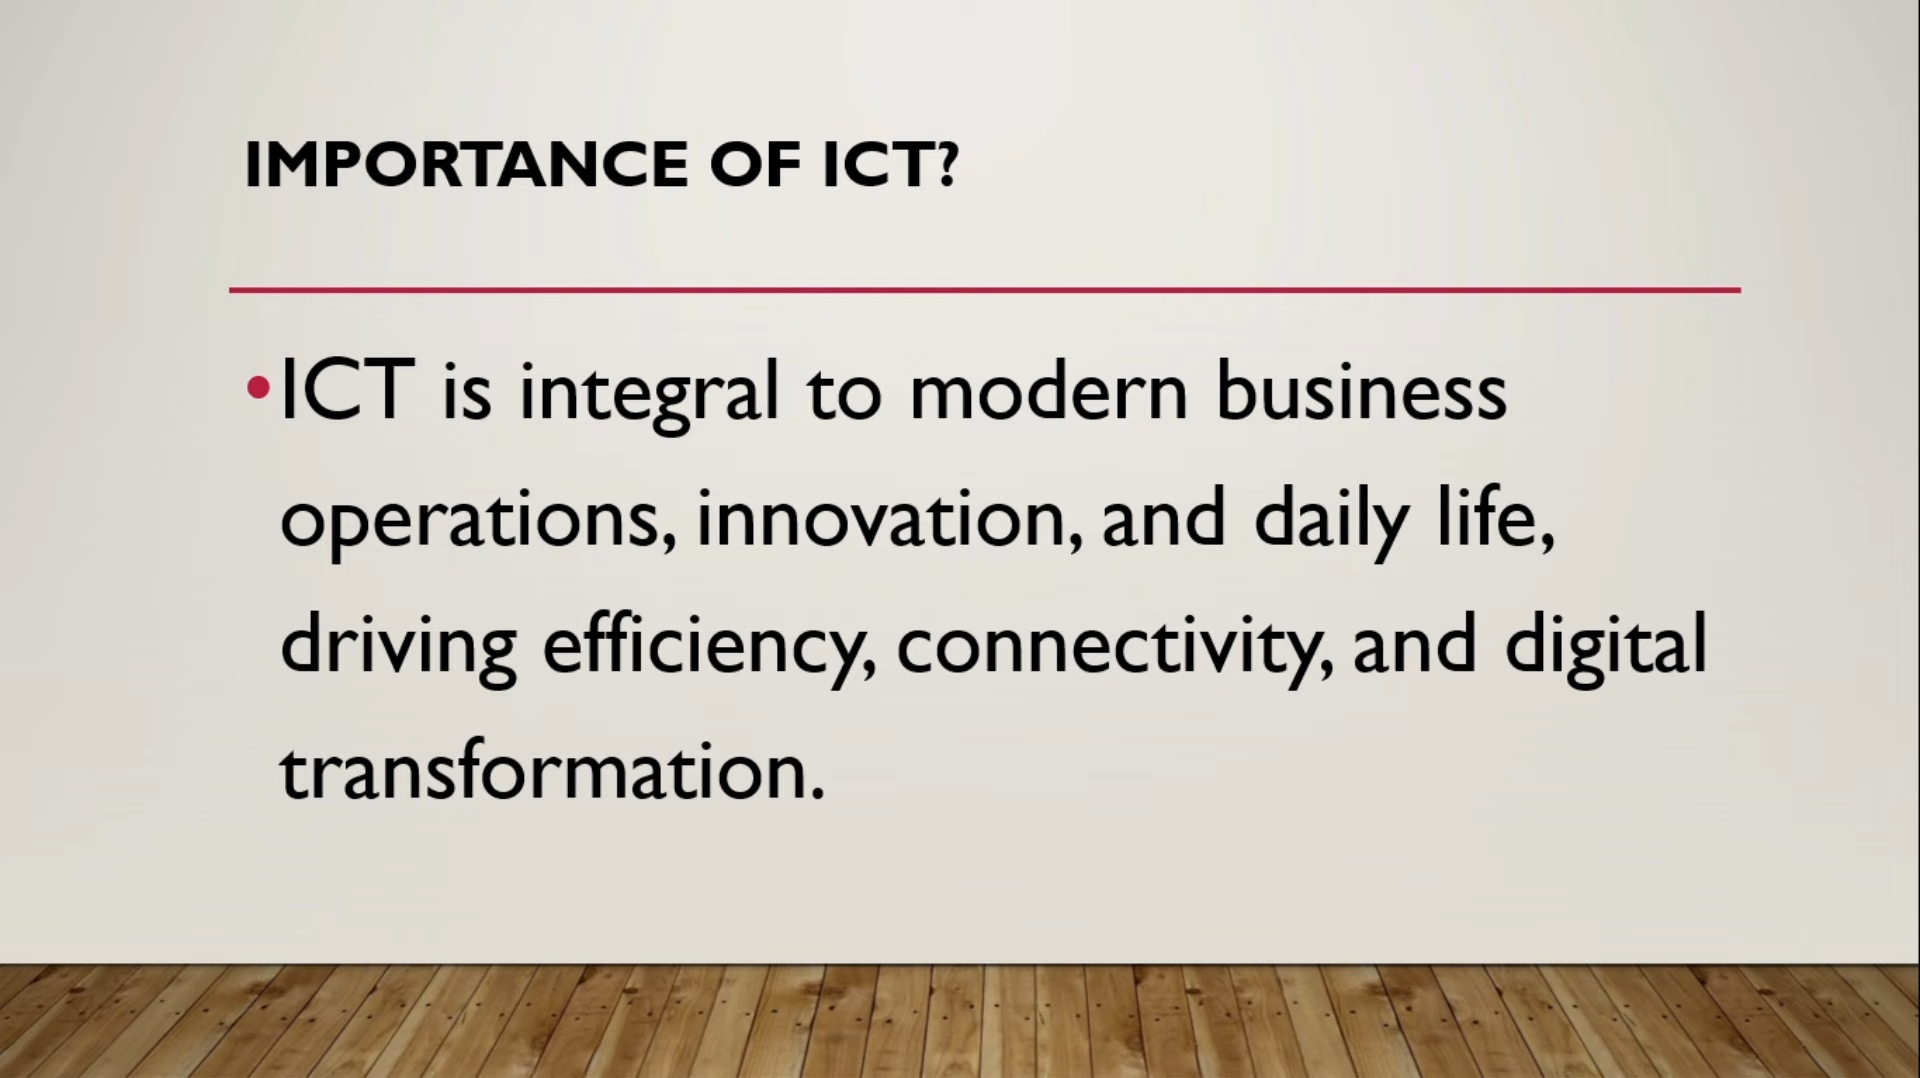 IMPORTANCE OF ICT?
•ICT is integral to modern business
operations, innovation, and daily life,
driving efficiency, connectivity, and digital
transformation.